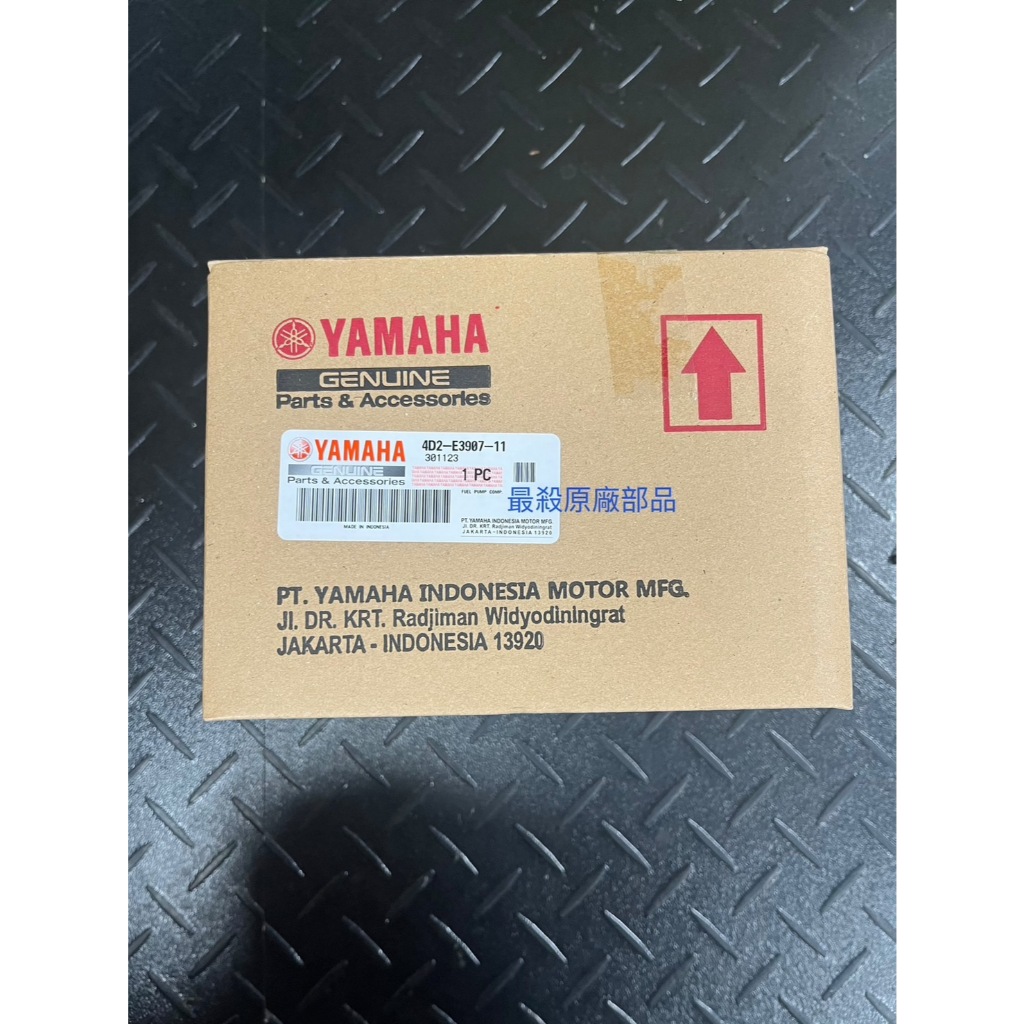 YAMAHA
GENUINE
Parts & Accessories
YAMAHA 4D2-E3907-11
301123
GENUINE
Parts & Accessories
1 PC
FUEL PUMP COMP.
最殺原廠部品
MADE IN INDONESIA
PT. YAMAHA INDONESIA MOTOR MFG.
Jl. DR. KRT. Radjiman Widyodiningrat
JAKARTA - INDONESIA 13920
PT. YAMAHA INDONESIA MOTOR MFG.
Jl. DR. KRT. Radjiman Widyodiningrat
JAKARTA - INDONESIA 13920